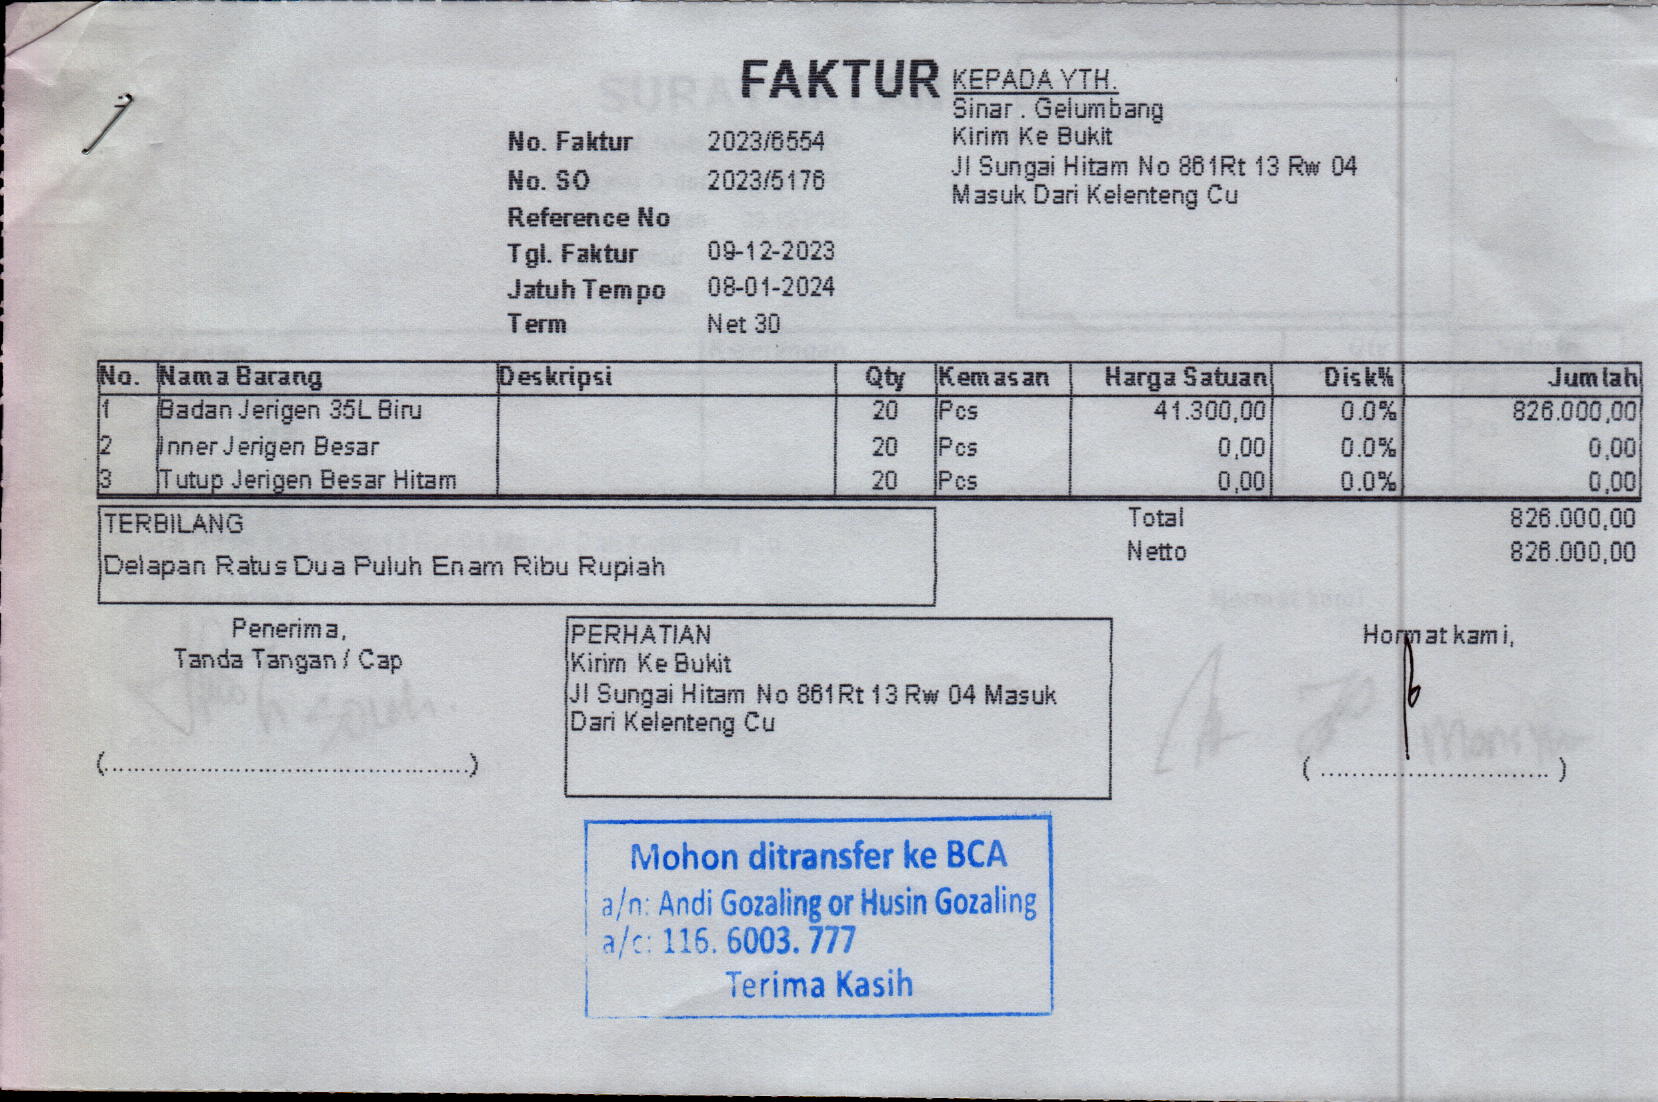 FAKTUR
KEPADA YTH.
Sinar . Gelumbang
Kirim Ke Bukit
Jl Sungai Hitam No 861Rt 13 Rw 04
Masuk Dari Kelenteng Cu
No. Faktur 2023/6554
No. SO 2023/5176
Reference No
Tgl. Faktur 09-12-2023
Jatuh Tempo 08-01-2024
Term Net 30
No. Nama Barang Deskripsi Qty Kemasan Harga Satuan Disk% Jumlah
1 Badan Jerigen 35L Biru 20 Pcs 41.300,00 0.0% 826.000,00
2 Inner Jerigen Besar 20 Pcs 0,00 0.0% 0,00
3 Tutup Jerigen Besar Hitam 20 Pcs 0,00 0.0% 0,00
TERBILANG
Delapan Ratus Dua Puluh Enam Ribu Rupiah
Total 826.000,00
Netto 826.000,00
Penerima,
Tanda Tangan / Cap
(................................................)
PERHATIAN
Kirim Ke Bukit
Jl Sungai Hitam No 861Rt 13 Rw 04 Masuk
Dari Kelenteng Cu
Hormat kami,
( .............................. )
Mohon ditransfer ke BCA
a/n: Andi Gozaling or Husin Gozaling
a/c: 116. 6003. 777
Terima Kasih